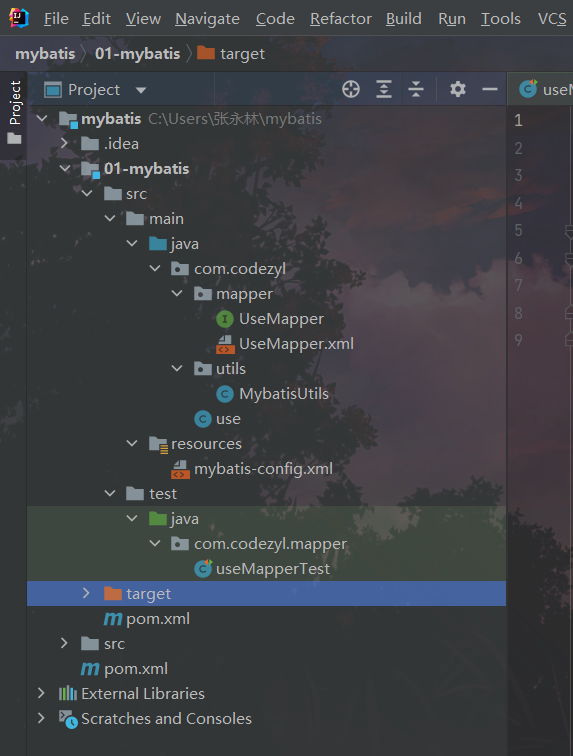 File Edit View Navigate Code Refactor Build Run Tools VCS
mybatis 01-mybatis target
Project
Project
useM
mybatis C:\Users\张永林\mybatis
1
.idea
2
01-mybatis
3
src
4
main
5
java
6
com.codezyl
7
mapper
8
UseMapper
9
UseMapper.xml
utils
MybatisUtils
use
resources
mybatis-config.xml
test
java
com.codezyl.mapper
useMapperTest
target
pom.xml
src
pom.xml
External Libraries
Scratches and Consoles